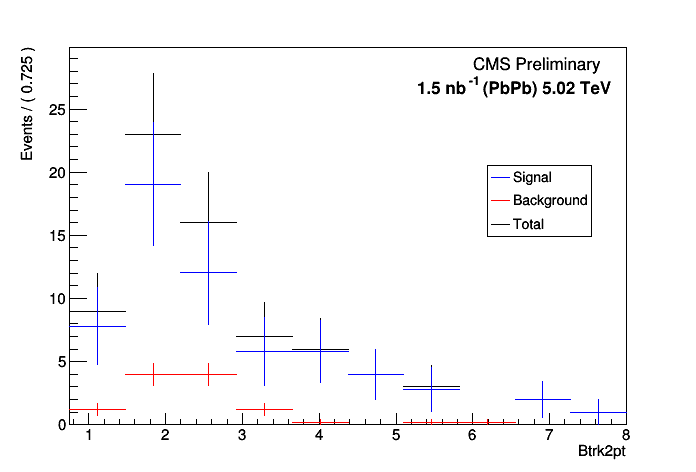 CMS Preliminary
1.5 nb-1 (PbPb) 5.02 TeV
Events / ( 0.725 )
25
20
15
10
5
0
Signal
Background
Total
1 2 3 4 5 6 7 8
Btrk2pt